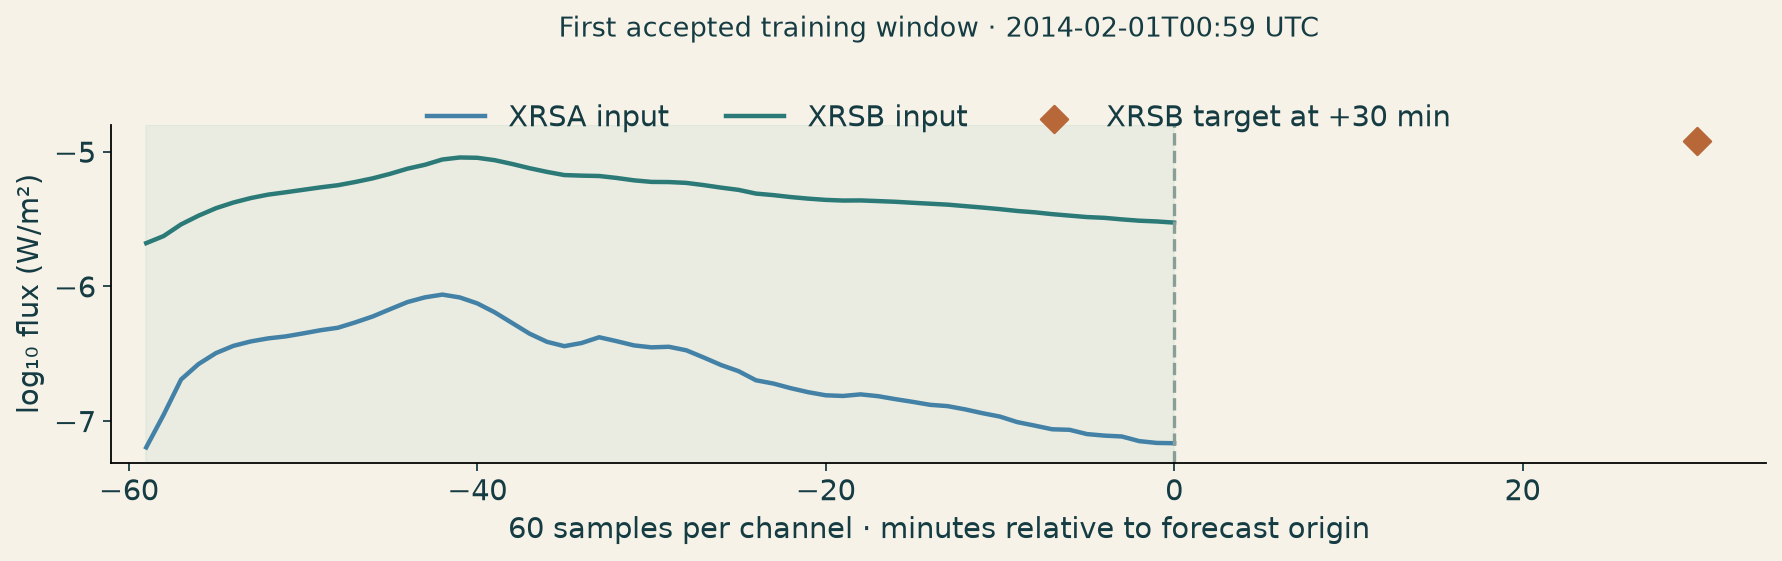 First accepted training window · 2014-02-01T00:59 UTC
XRSA input XRSB input XRSB target at +30 min
log₁₀ flux (W/m²)
−5
−6
−7
−60 −40 −20 0 20
60 samples per channel · minutes relative to forecast origin